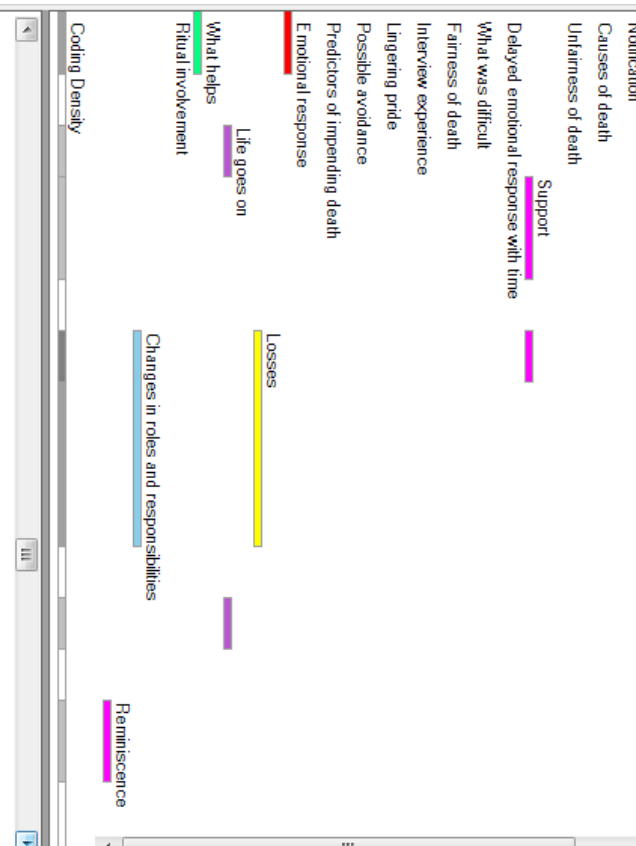 Coding Density
Ritual involvement
What helps
Emotional response
Predictors of impending death
Possible avoidance
Lingering pride
Interview experience
Fairness of death
What was difficult
Delayed emotional response with time
Unfairness of death
Causes of death
Notification
Life goes on
Support
Changes in roles and responsibilities
Losses
Reminiscence